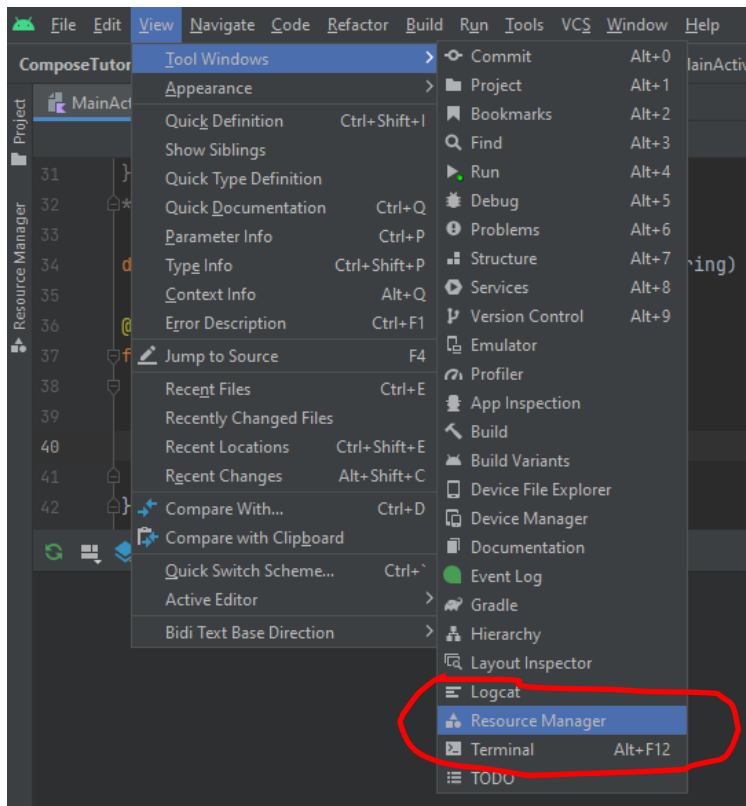 File Edit View Navigate Code Refactor Build Run Tools VCS Window Help
ComposeTutor
MainActiv
MainAct
Project
Resource Manager
31 }
32 *
33
34 d ring)
35
36 @
37 f
38
39
40
41
42 }
Tool Windows
Appearance
Quick Definition Ctrl+Shift+I
Show Siblings
Quick Type Definition
Quick Documentation Ctrl+Q
Parameter Info Ctrl+P
Type Info Ctrl+Shift+P
Context Info Alt+Q
Error Description Ctrl+F1
Jump to Source F4
Recent Files Ctrl+E
Recently Changed Files
Recent Locations Ctrl+Shift+E
Recent Changes Alt+Shift+C
Compare With... Ctrl+D
Compare with Clipboard
Quick Switch Scheme... Ctrl+`
Active Editor
Bidi Text Base Direction
Commit Alt+0
Project Alt+1
Bookmarks Alt+2
Find Alt+3
Run Alt+4
Debug Alt+5
Problems Alt+6
Structure Alt+7
Services Alt+8
Version Control Alt+9
Emulator
Profiler
App Inspection
Build
Build Variants
Device File Explorer
Device Manager
Documentation
Event Log
Gradle
Hierarchy
Layout Inspector
Logcat
Resource Manager
Terminal Alt+F12
TODO